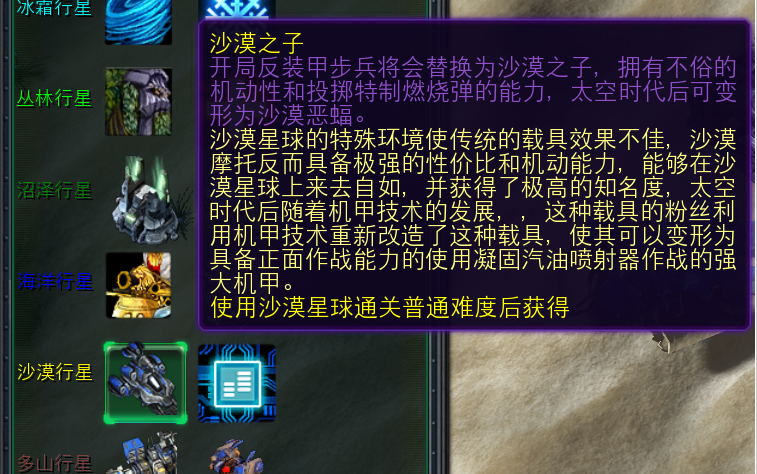 冰霜行星
沙漠之子
开局反装甲步兵将会替换为沙漠之子, 拥有不俗的
机动性和投掷特制燃烧弹的能力, 太空时代后可变
形为沙漠恶蝠。
丛林行星
沙漠星球的特殊环境使传统的载具效果不佳, 沙漠
摩托反而具备极强的性价比和机动能力, 能够在沙
漠星球上来去自如, 并获得了极高的知名度, 太空
沼泽行星
时代后随着机甲技术的发展, , 这种载具的粉丝利
用机甲技术重新改造了这种载具, 使其可以变形为
具备正面作战能力的使用凝固汽油喷射器作战的强
大机甲。
海洋行星
使用沙漠星球通关普通难度后获得
沙漠行星
多山行星